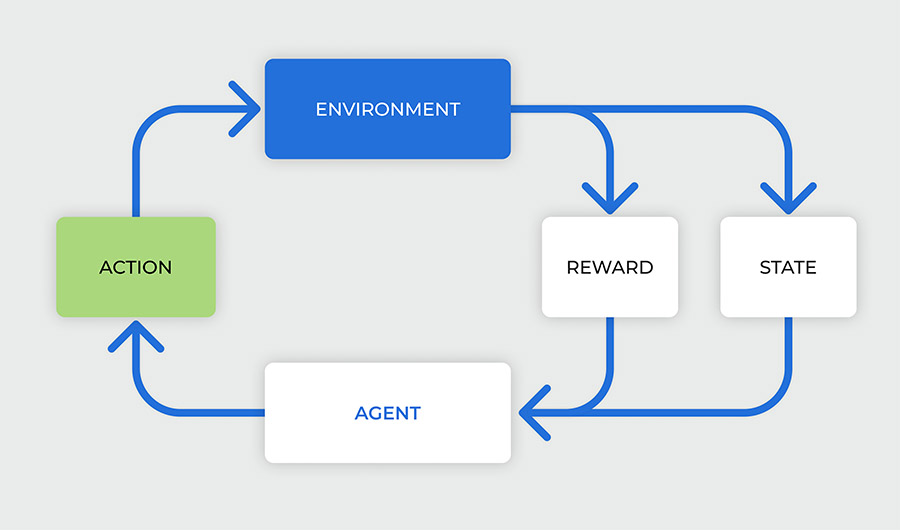 ENVIRONMENT
ACTION
REWARD
STATE
AGENT